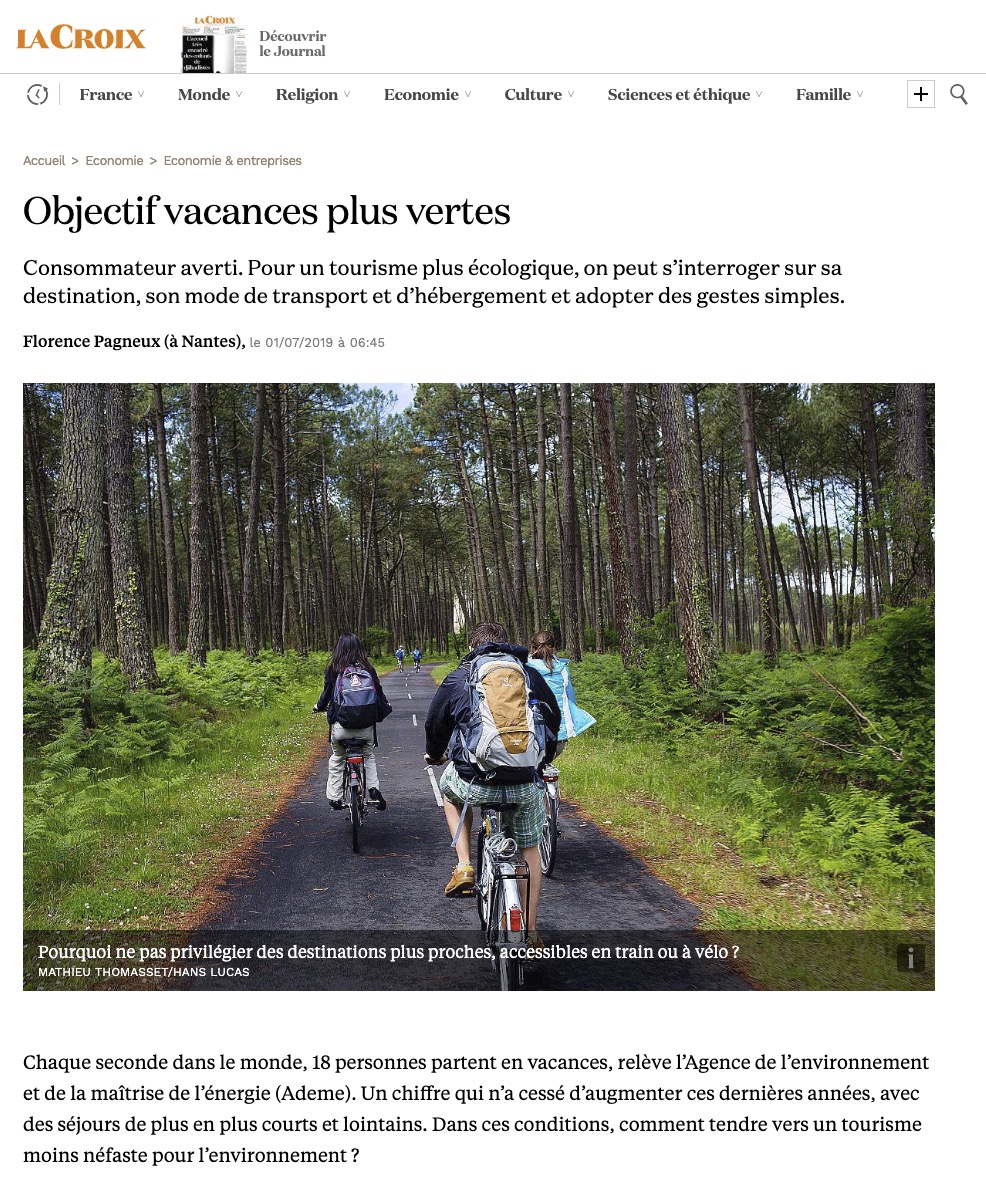 LA CROIX
LA CROIX
L'accueil
très
encadré
des enfants
de
djihadistes
Découvrir
le Journal
France
Monde
Religion
Economie
Culture
Sciences et éthique
Famille
+
Accueil > Economie > Economie & entreprises
Objectif vacances plus vertes
Consommateur averti. Pour un tourisme plus écologique, on peut s’interroger sur sa
destination, son mode de transport et d’hébergement et adopter des gestes simples.
Florence Pagneux (à Nantes), le 01/07/2019 à 06:45
Pourquoi ne pas privilégier des destinations plus proches, accessibles en train ou à vélo ?
MATHIEU THOMASSET/HANS LUCAS
i
Chaque seconde dans le monde, 18 personnes partent en vacances, relève l’Agence de l’environnement
et de la maîtrise de l’énergie (Ademe). Un chiffre qui n’a cessé d’augmenter ces dernières années, avec
des séjours de plus en plus courts et lointains. Dans ces conditions, comment tendre vers un tourisme
moins néfaste pour l’environnement ?